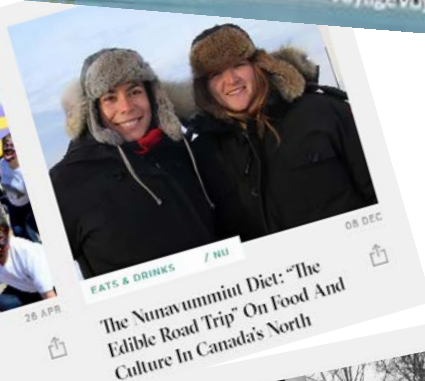 08 DEC
EATS & DRINKS / NU
The Nunavummiut Diet: “The
Edible Road Trip” On Food And
Culture In Canada's North
26 APR